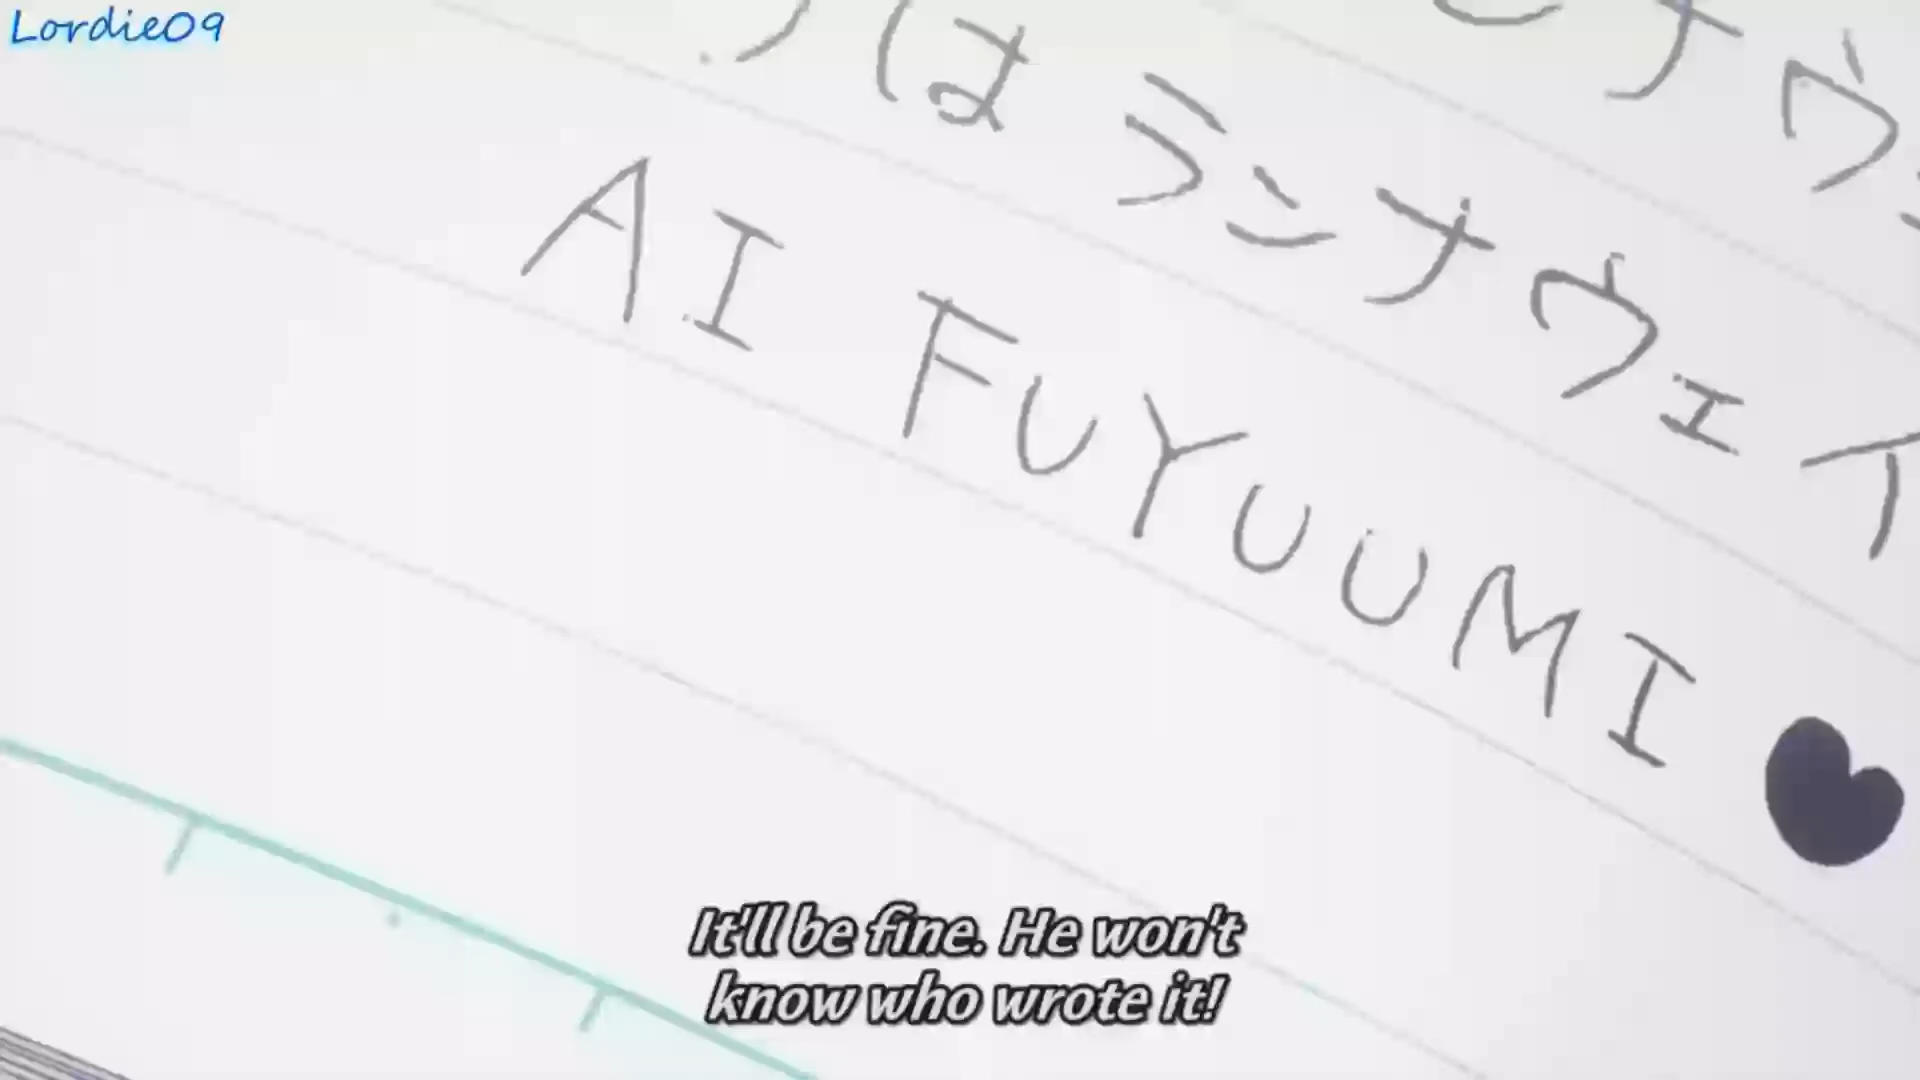 Lordie09
はランナウェイ
AI FUYUUMI
It'll be fine. He won't
know who wrote it!